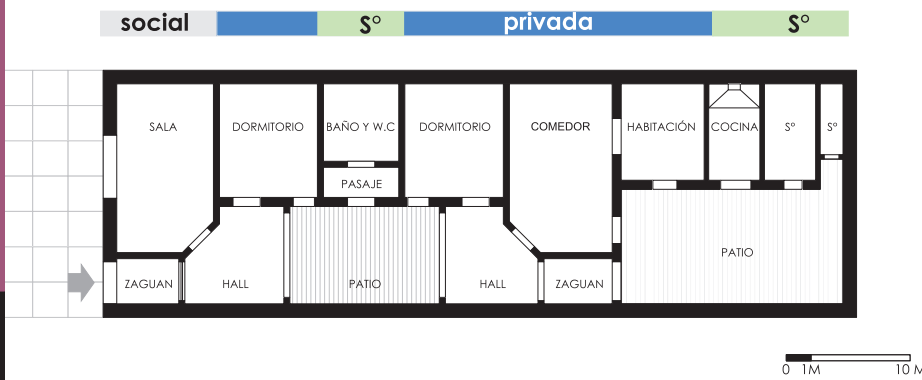 social S° privada S°
SALA DORMITORIO BAÑO Y W.C DORMITORIO COMEDOR HABITACIÓN COCINA S° S°
PASAJE
PATIO
ZAGUAN HALL PATIO HALL ZAGUAN
0 1M 10 M